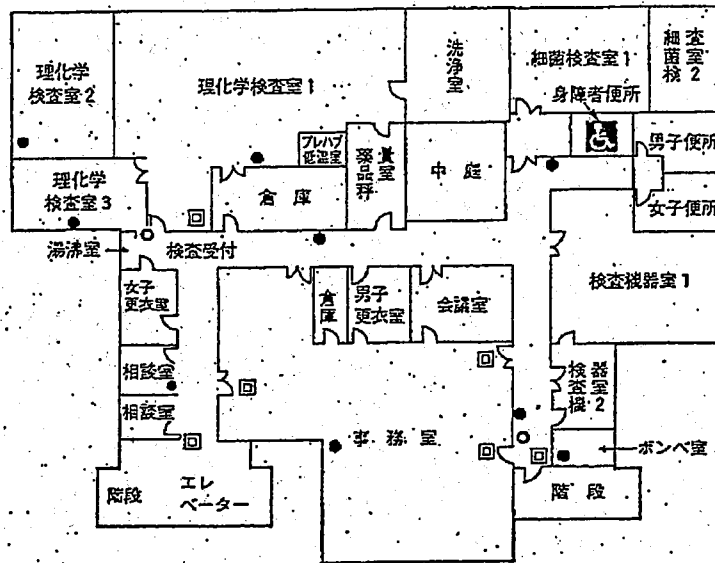 理化学
検査室2
理化学検査室1
洗浄室
細菌検査室1
細菌検
査室2
身障者便所
プレハブ
低温室
薬品秤
量室
中庭
男子便所
理化学
検査室3
倉庫
女子便所
湯沸室
検査受付
女子
更衣室
倉庫
男子
更衣室
会議室
検査機器室1
相談室
検査機
器室2
相談室
事務室
ボンベ室
階段
エレ
ベーター
階段